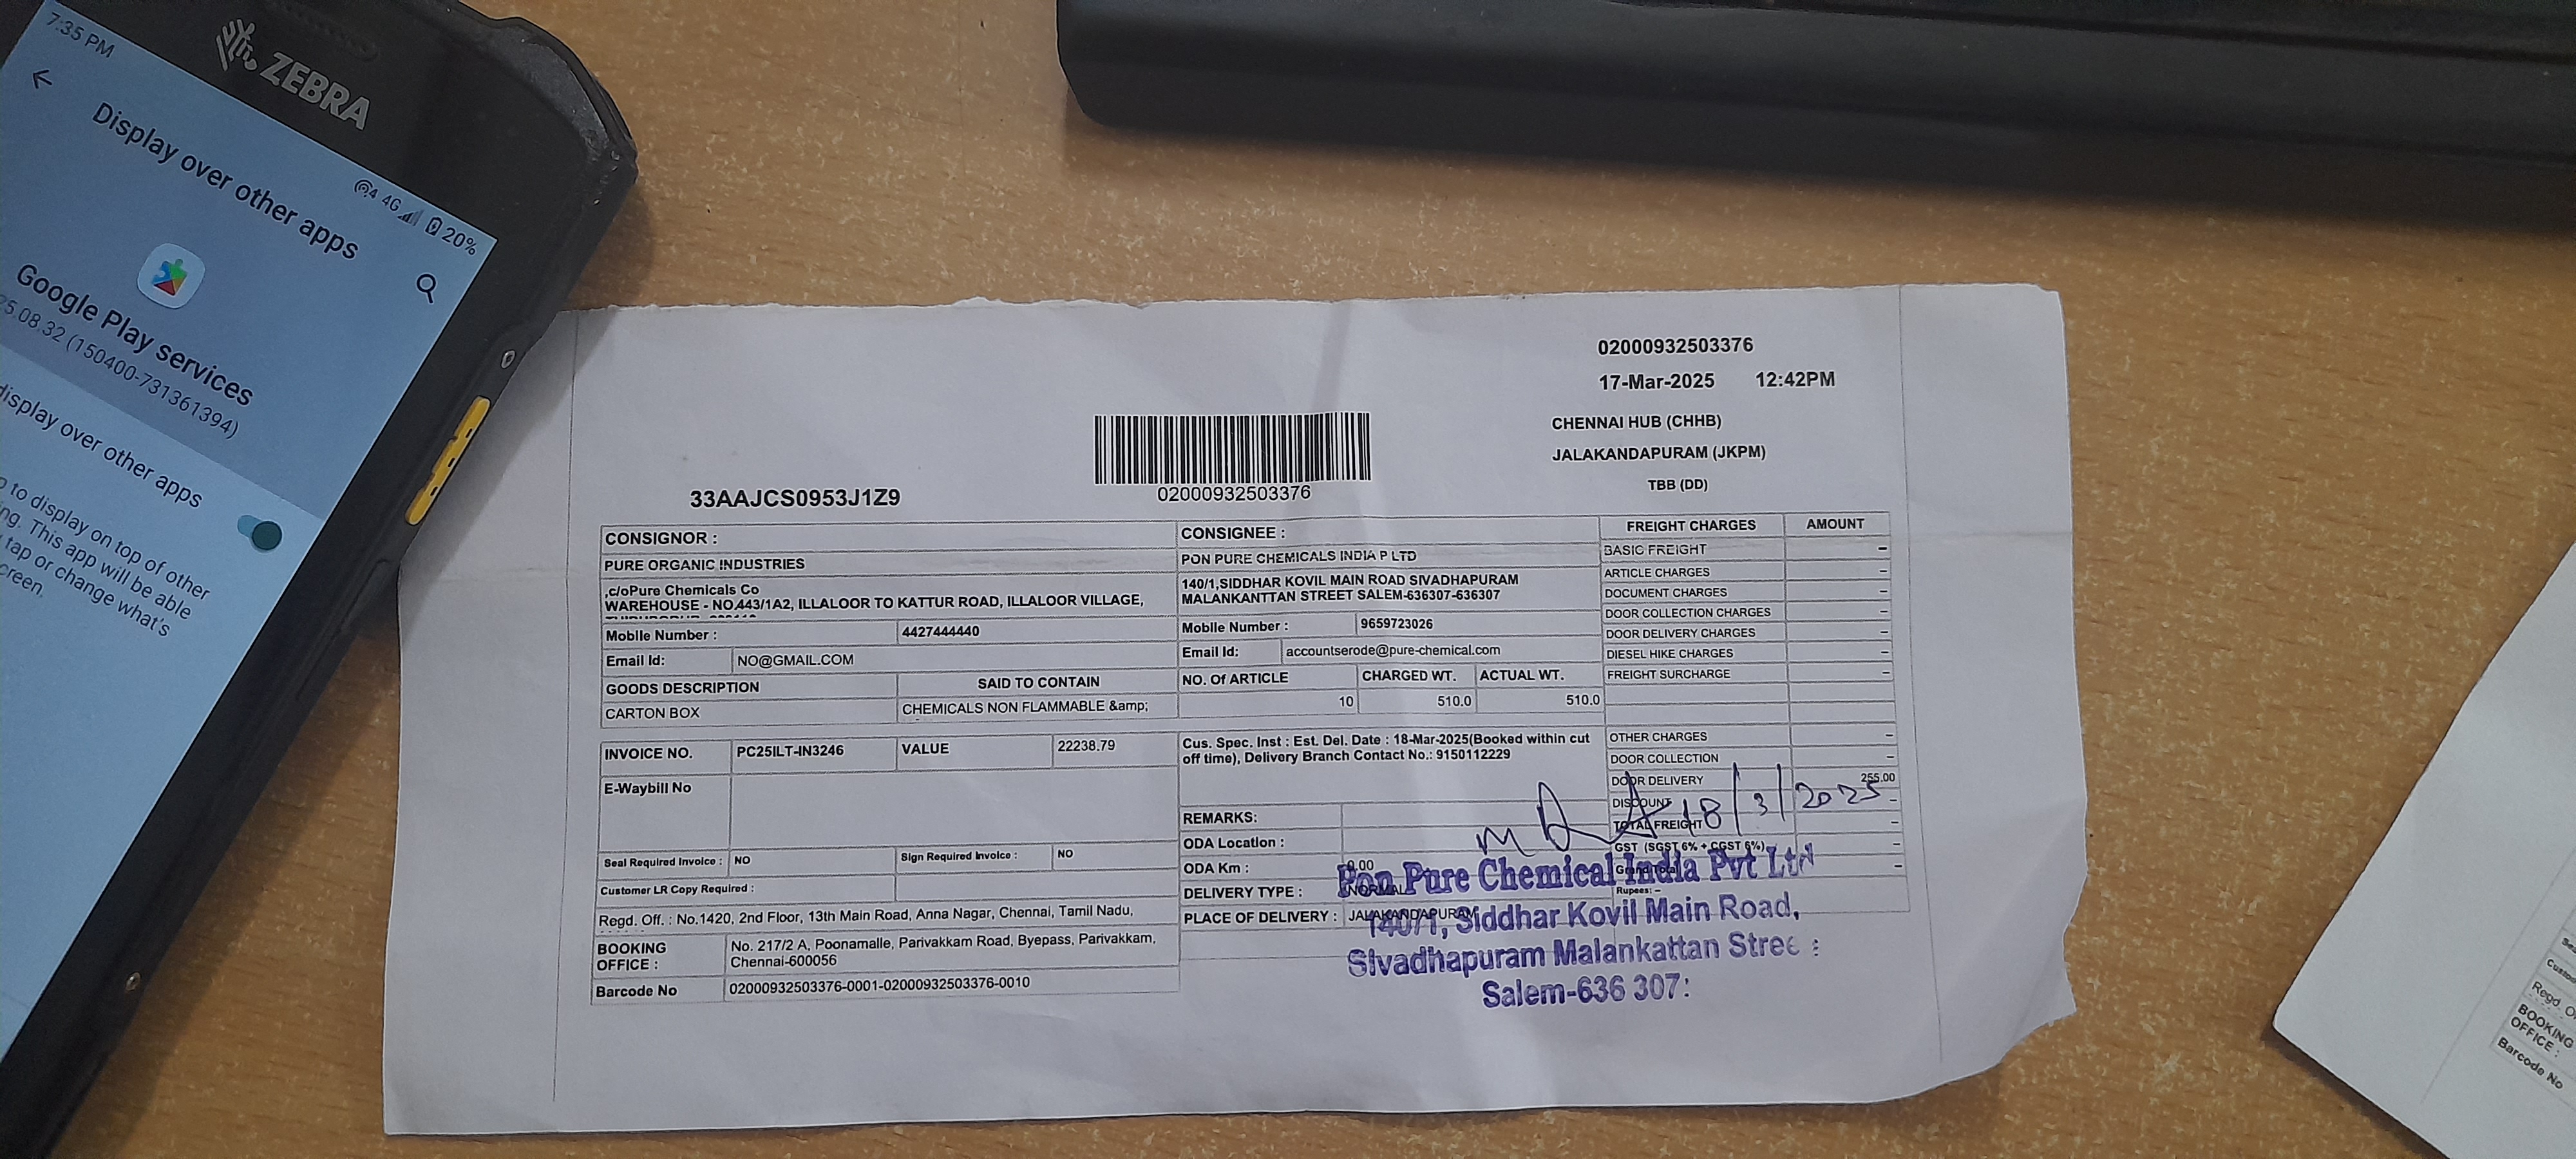 7:35 PM
4 4G 20%
ZEBRA
Display over other apps
Google Play services
25.08.32 (150400-731361394)
display over other apps
to display on top of other
This app will be able
tap or change what's
screen.
02000932503376
17-Mar-2025 12:42PM
CHENNAI HUB (CHHB)
JALAKANDAPURAM (JKPM)
TBB (DD)
02000932503376
33AAJCS0953J1Z9
CONSIGNOR :
PURE ORGANIC INDUSTRIES
,c/oPure Chemicals Co
WAREHOUSE - NO.443/1A2, ILLALOOR TO KATTUR ROAD, ILLALOOR VILLAGE,
Mobile Number : 4427444440
Email Id: NO@GMAIL.COM
GOODS DESCRIPTION SAID TO CONTAIN
CARTON BOX CHEMICALS NON FLAMMABLE &amp;
INVOICE NO. PC25ILT-IN3246 VALUE 22238.79
E-Waybill No
Seal Required Invoice : NO Sign Required Invoice : NO
Customer LR Copy Required :
Regd. Off. : No.1420, 2nd Floor, 13th Main Road, Anna Nagar, Chennai, Tamil Nadu,
BOOKING OFFICE : No. 217/2 A, Poonamalle, Parivakkam Road, Byepass, Parivakkam,
Chennai-600056
Barcode No 02000932503376-0001-02000932503376-0010
CONSIGNEE :
PON PURE CHEMICALS INDIA P LTD
140/1,SIDDHAR KOVIL MAIN ROAD SIVADHAPURAM
MALANKANTTAN STREET SALEM-636307-636307
Mobile Number : 9659723026
Email Id: accountserode@pure-chemical.com
NO. Of ARTICLE CHARGED WT. ACTUAL WT.
10 510.0 510.0
Cus. Spec. Inst : Est. Del. Date : 18-Mar-2025(Booked within cut
off time), Delivery Branch Contact No.: 9150112229
REMARKS:
ODA Location :
ODA Km : 0.00
DELIVERY TYPE : NORMAL
PLACE OF DELIVERY : JALAKANDAPURAM
FREIGHT CHARGES AMOUNT
BASIC FREIGHT –
ARTICLE CHARGES –
DOCUMENT CHARGES –
DOOR COLLECTION CHARGES –
DOOR DELIVERY CHARGES –
DIESEL HIKE CHARGES –
FREIGHT SURCHARGE –
OTHER CHARGES –
DOOR COLLECTION –
DOOR DELIVERY 255.00
DISCOUNT –
TOTAL FREIGHT –
GST (SGST 6% + CGST 6%) –
Grand Total –
Rupees: –
18/3/2025
Pon Pure Chemical India Pvt Ltd
140/1, Siddhar Kovil Main Road,
Sivadhapuram Malankattan Stree :
Salem-636 307:
Regd. O
BOOKING
OFFICE :
Barcode No